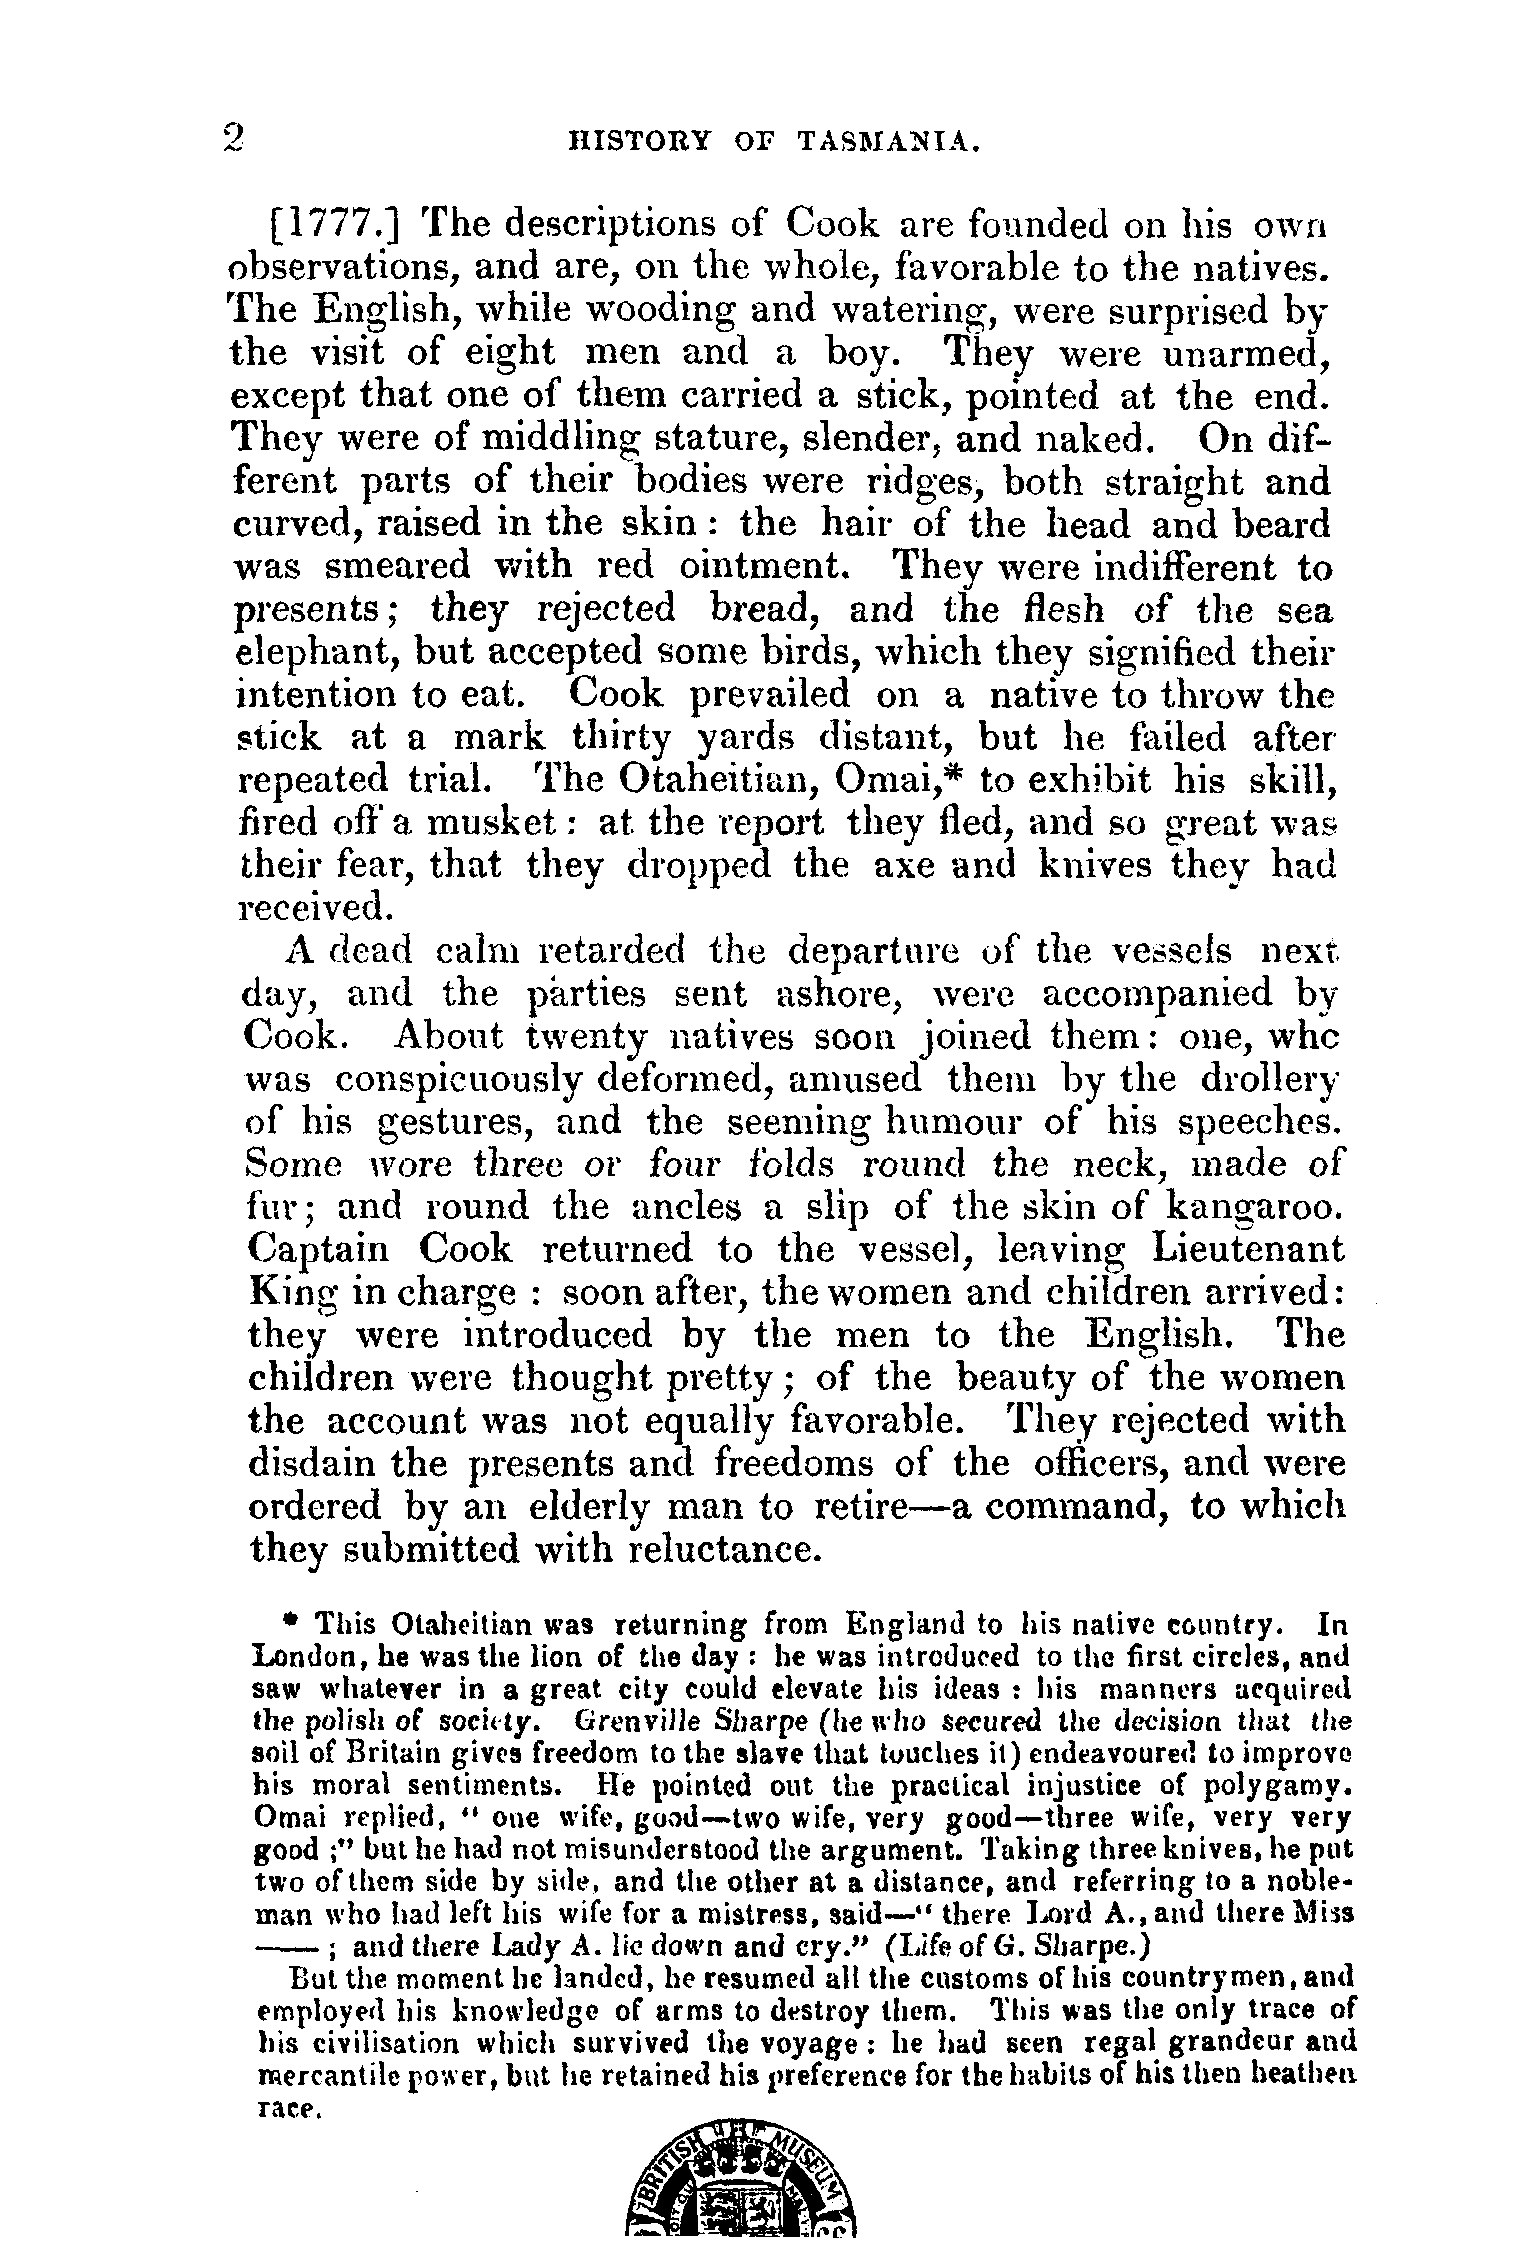 2 HISTORY OF TASMANIA.
[1777.] The descriptions of Cook are founded on his own
observations, and are, on the whole, favorable to the natives.
The English, while wooding and watering, were surprised by
the visit of eight men and a boy. They were unarmed,
except that one of them carried a stick, pointed at the end.
They were of middling stature, slender, and naked. On dif-
ferent parts of their bodies were ridges, both straight and
curved, raised in the skin : the hair of the head and beard
was smeared with red ointment. They were indifferent to
presents; they rejected bread, and the flesh of the sea
elephant, but accepted some birds, which they signified their
intention to eat. Cook prevailed on a native to throw the
stick at a mark thirty yards distant, but he failed after
repeated trial. The Otaheitian, Omai,* to exhibit his skill,
fired off a musket : at the report they fled, and so great was
their fear, that they dropped the axe and knives they had
received.
A dead calm retarded the departure of the vessels next
day, and the parties sent ashore, were accompanied by
Cook. About twenty natives soon joined them : one, who
was conspicuously deformed, amused them by the drollery
of his gestures, and the seeming humour of his speeches.
Some wore three or four folds round the neck, made of
fur; and round the ancles a slip of the skin of kangaroo.
Captain Cook returned to the vessel, leaving Lieutenant
King in charge : soon after, the women and children arrived:
they were introduced by the men to the English. The
children were thought pretty ; of the beauty of the women
the account was not equally favorable. They rejected with
disdain the presents and freedoms of the officers, and were
ordered by an elderly man to retire—a command, to which
they submitted with reluctance.
* This Otaheitian was returning from England to his native country. In
London, he was the lion of the day : he was introduced to the first circles, and
saw whatever in a great city could elevate his ideas : his manners acquired
the polish of society. Grenville Sharpe (he who secured the decision that the
soil of Britain gives freedom to the slave that touches it) endeavoured to improve
his moral sentiments. He pointed out the practical injustice of polygamy.
Omai replied, " one wife, good—two wife, very good—three wife, very very
good ;" but he had not misunderstood the argument. Taking three knives, he put
two of them side by side, and the other at a distance, and referring to a noble-
man who had left his wife for a mistress, said—" there Lord A., and there Miss
—— ; and there Lady A. lie down and cry." (Life of G. Sharpe.)
But the moment he landed, he resumed all the customs of his countrymen, and
employed his knowledge of arms to destroy them. This was the only trace of
his civilisation which survived the voyage : he had seen regal grandeur and
mercantile power, but he retained his preference for the habits of his then heathen
race.
BRITISH MUSEUM